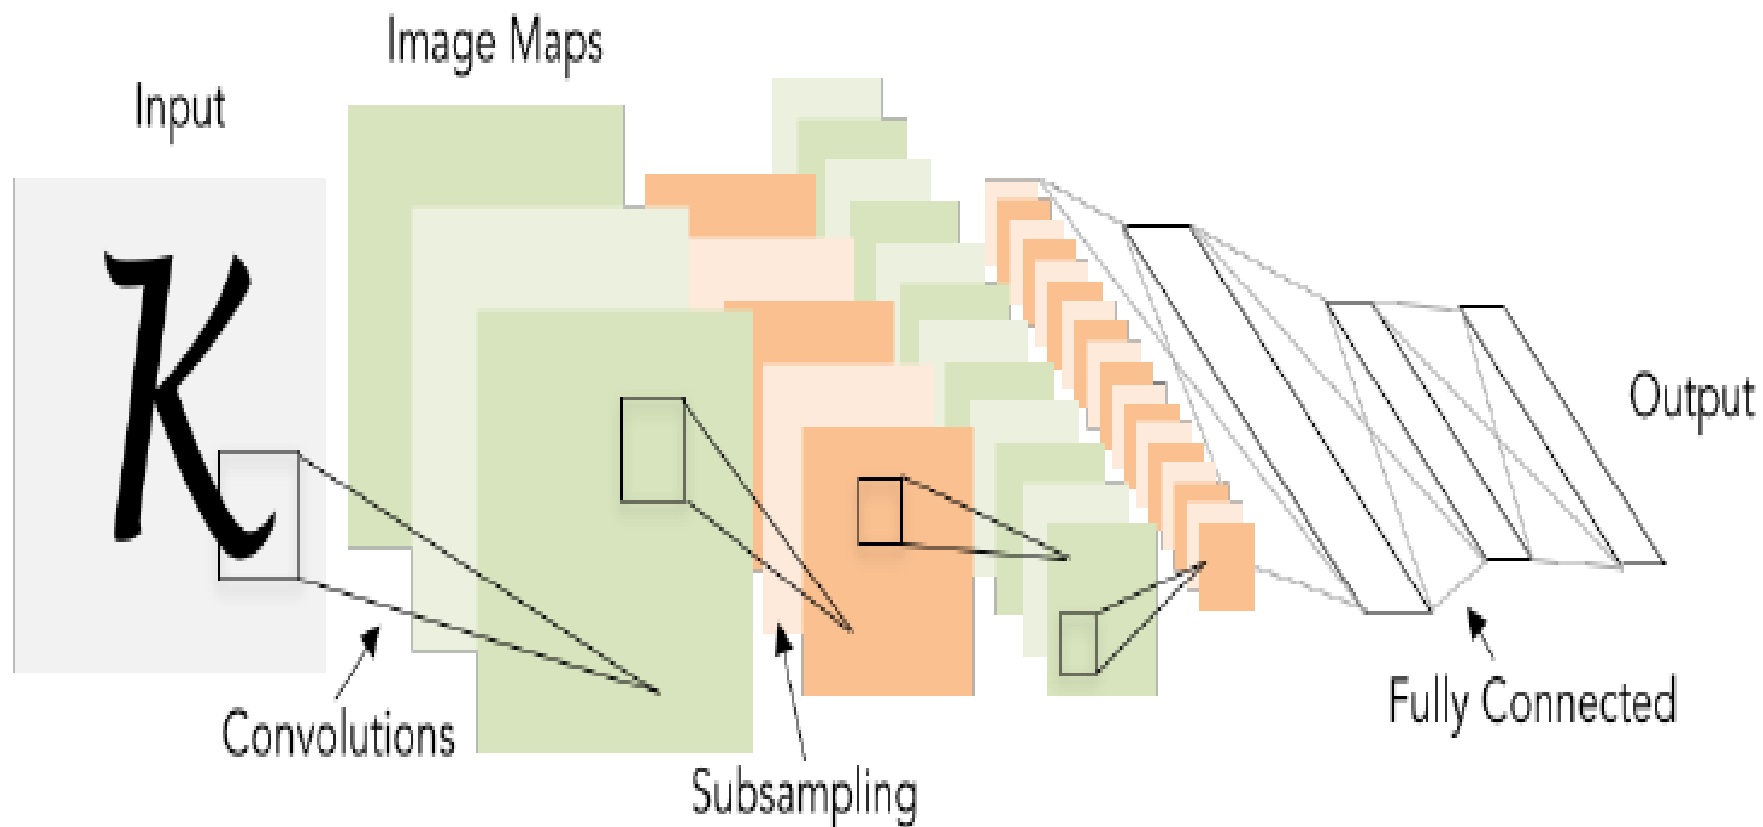 Image Maps
Input
K
Output
Convolutions
Fully Connected
Subsampling